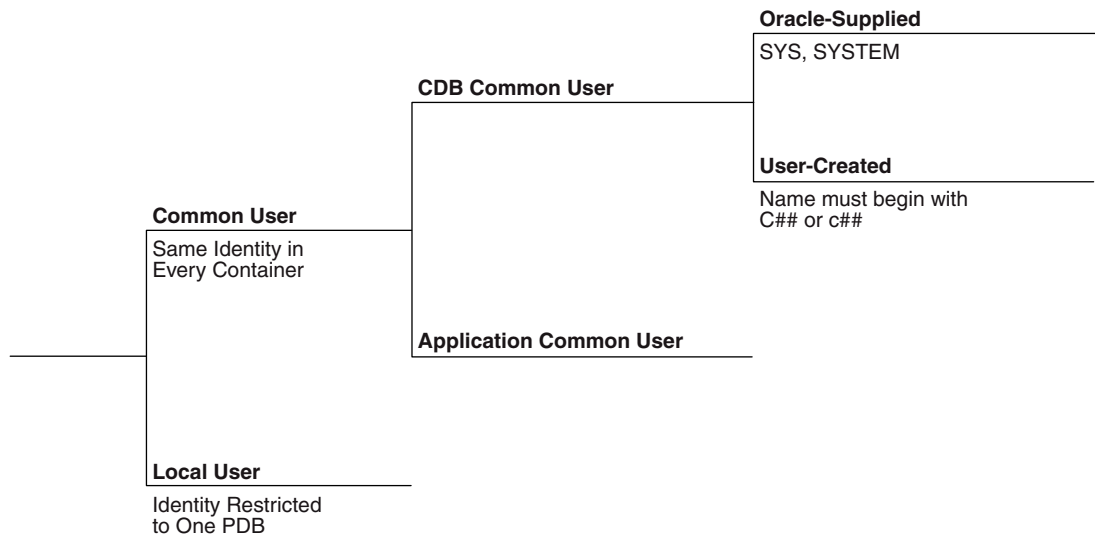 Oracle-Supplied
SYS, SYSTEM
CDB Common User
User-Created
Name must begin with
C## or c##
Common User
Same Identity in
Every Container
Application Common User
Local User
Identity Restricted
to One PDB